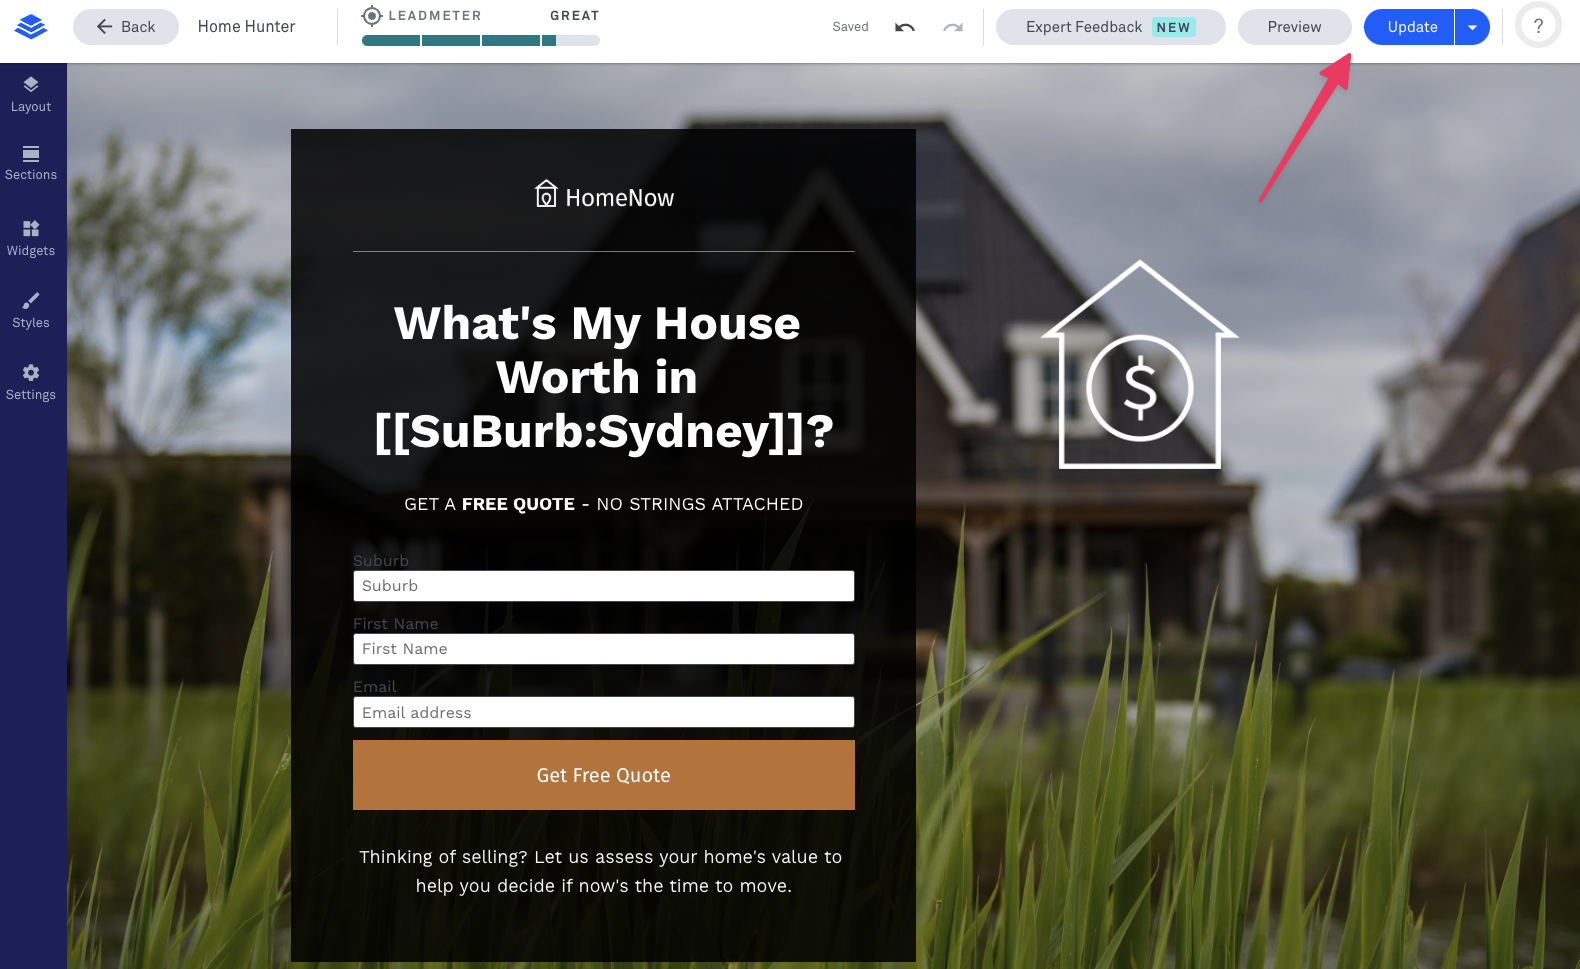 Back
Home Hunter
LEADMETER
GREAT
Saved
Expert Feedback NEW
Preview
Update
?
Layout
Sections
Widgets
Styles
Settings
HomeNow
What's My House
Worth in
[[SuBurb:Sydney]]?
GET A FREE QUOTE - NO STRINGS ATTACHED
Suburb
Suburb
First Name
First Name
Email
Email address
Get Free Quote
Thinking of selling? Let us assess your home's value to
help you decide if now's the time to move.
$